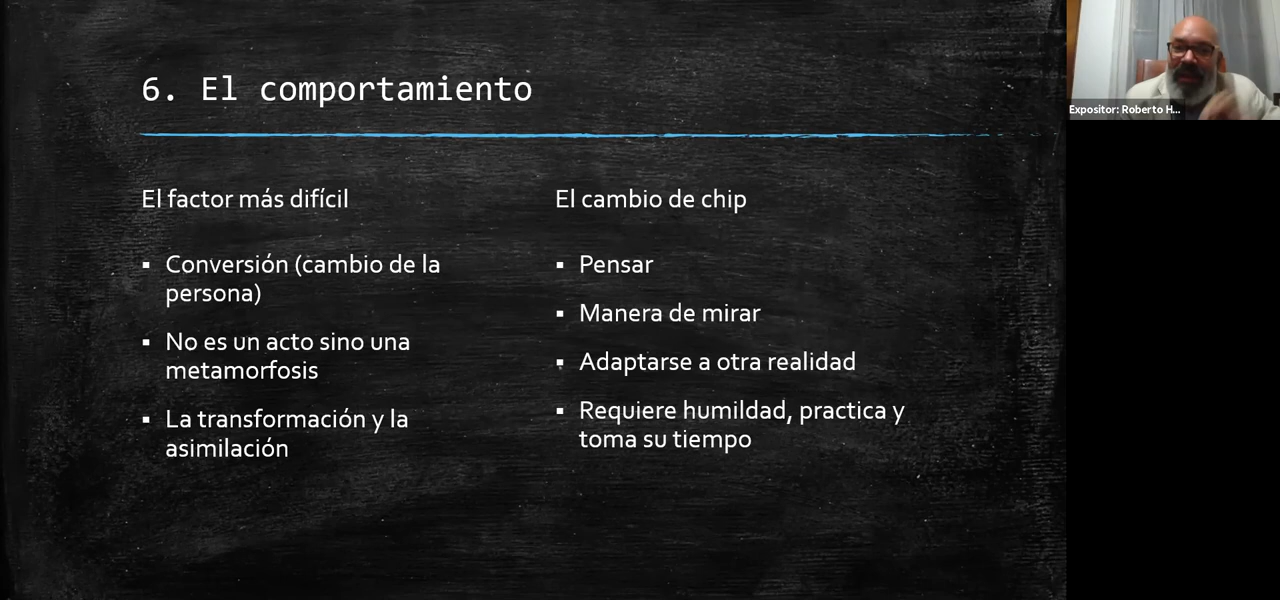 6. El comportamiento
El factor más difícil
Conversión (cambio de la
persona)
No es un acto sino una
metamorfosis
La transformación y la
asimilación
El cambio de chip
Pensar
Manera de mirar
Adaptarse a otra realidad
Requiere humildad, practica y
toma su tiempo
Expositor: Roberto H...